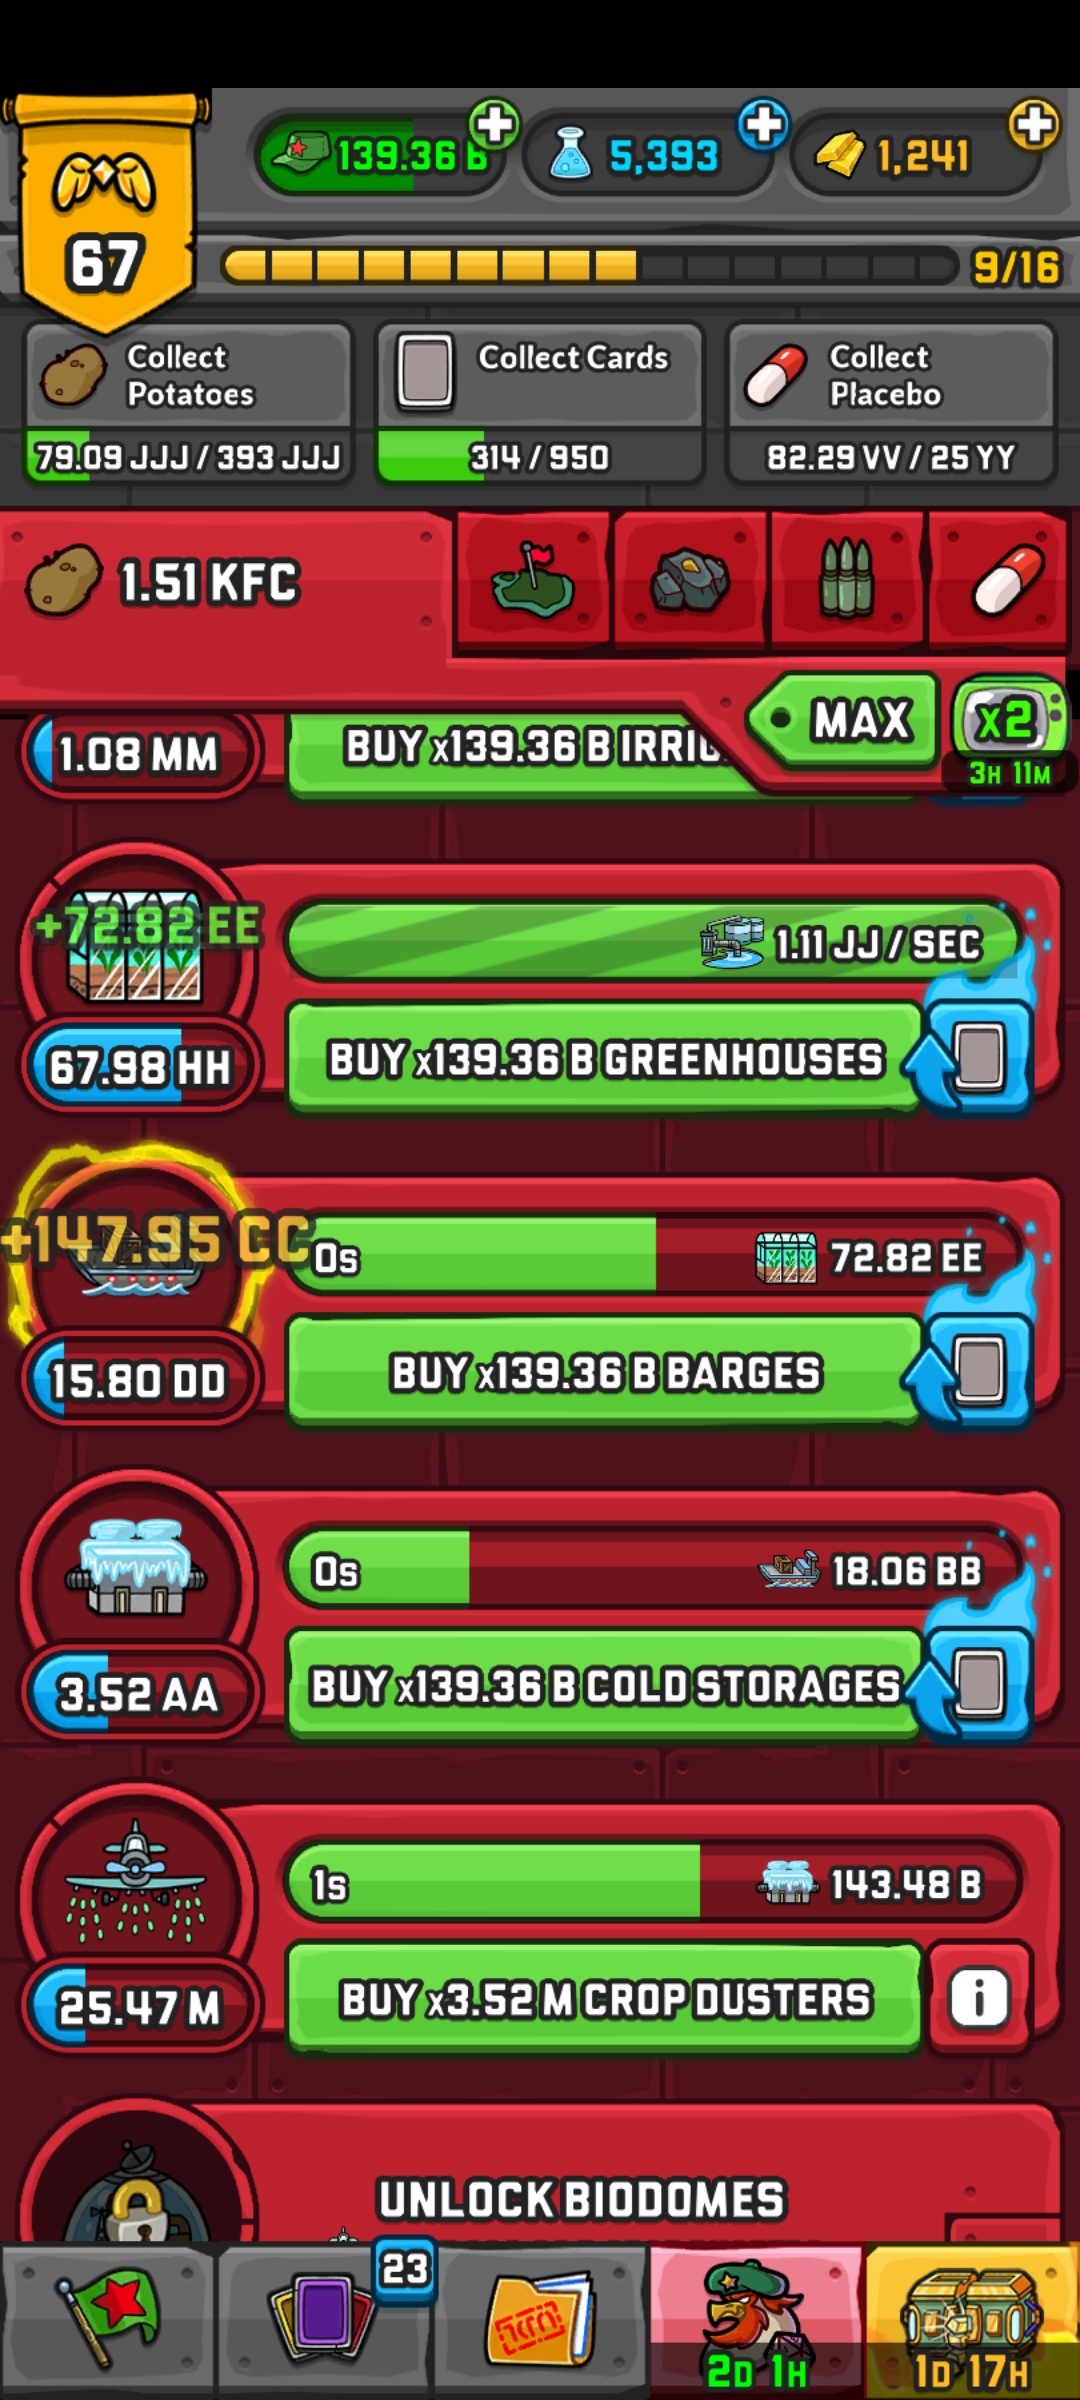 139.36 B
5,393
1,241
67
9/16
Collect
Potatoes
79.09 JJJ / 393 JJJ
Collect Cards
314 / 950
Collect
Placebo
82.29 VV / 25 YY
1.51 KFC
MAX
x2
3H 11M
1.08 MM
BUY x139.36 B
+72.82 EE
1.11 JJ / SEC
67.98 HH
BUY x139.36 B GREENHOUSES
+147.95 CC
0s
72.82 EE
15.80 DD
BUY x139.36 B BARGES
0s
18.06 BB
3.52 AA
BUY x139.36 B COLD STORAGES
1s
143.48 B
25.47 M
BUY x3.52 M CROP DUSTERS
i
UNLOCK BIODOMES
23
2D 1H
1D 17H